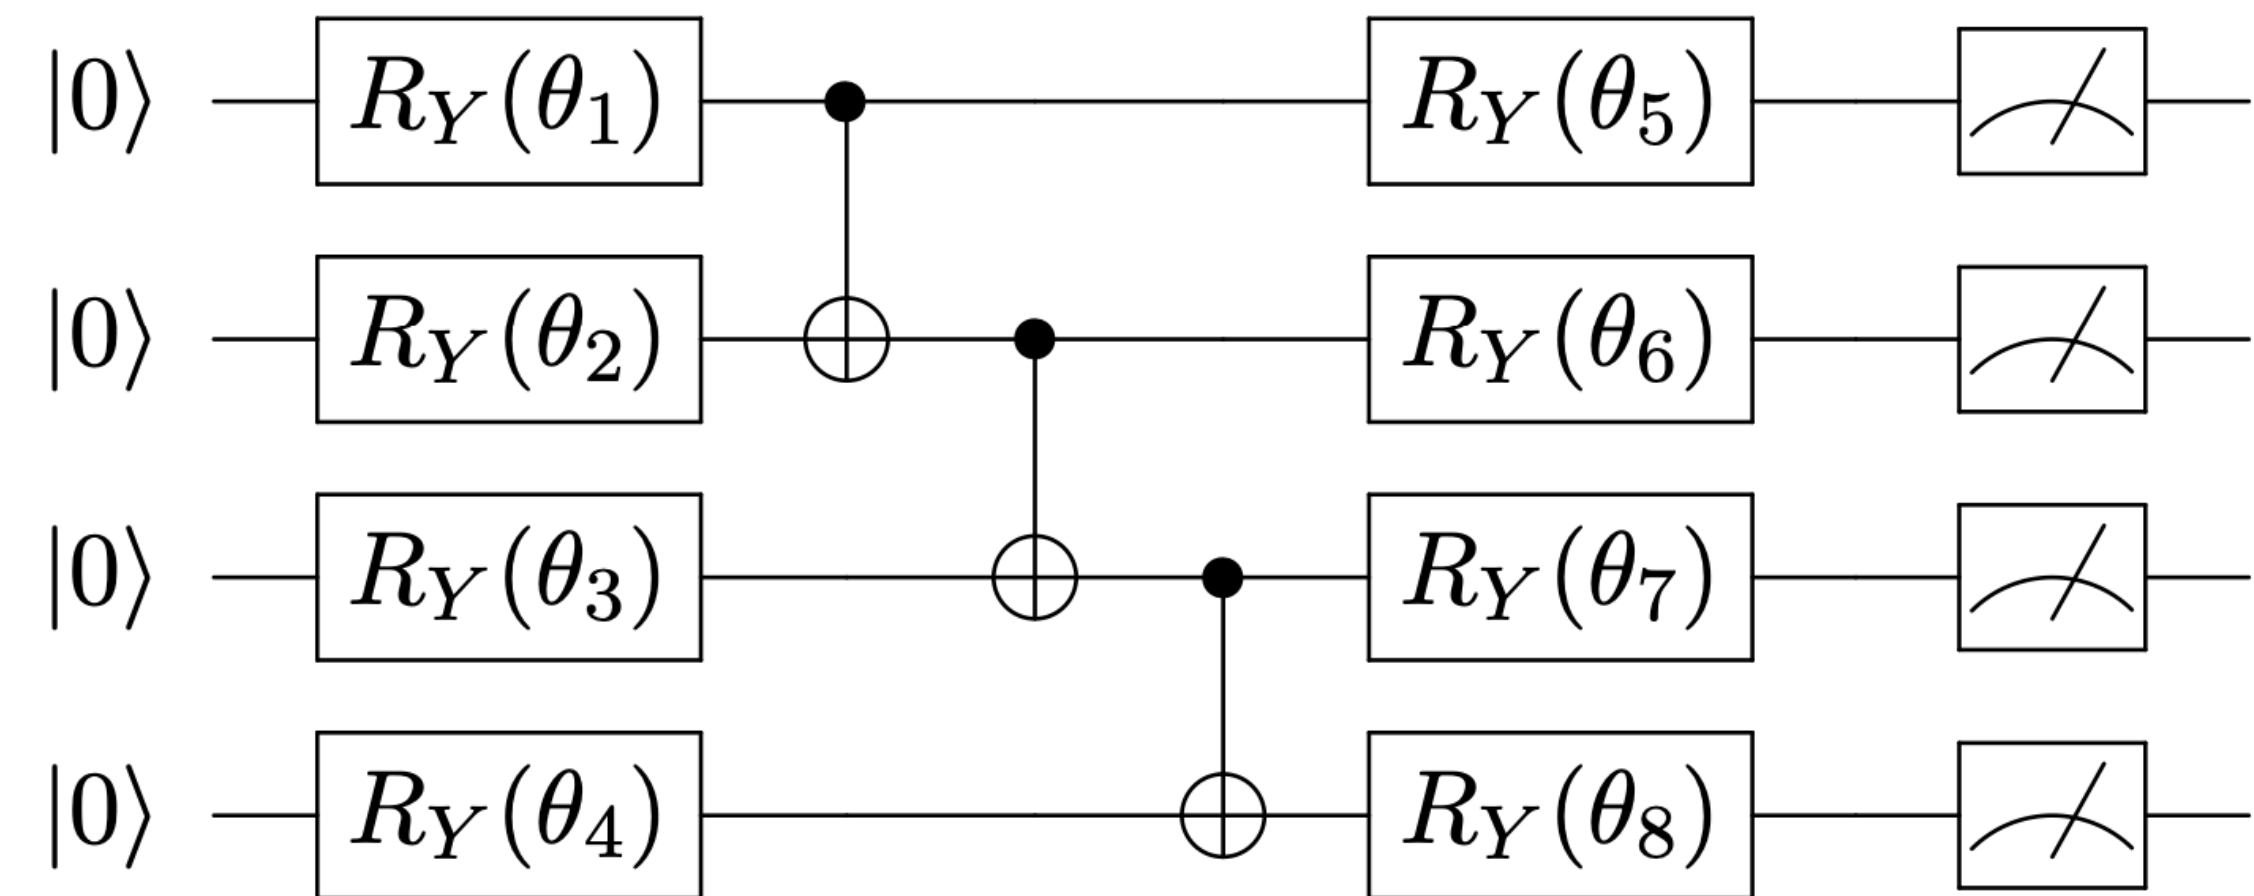 |0⟩ R_Y(θ_1) R_Y(θ_5)
|0⟩ R_Y(θ_2) R_Y(θ_6)
|0⟩ R_Y(θ_3) R_Y(θ_7)
|0⟩ R_Y(θ_4) R_Y(θ_8)